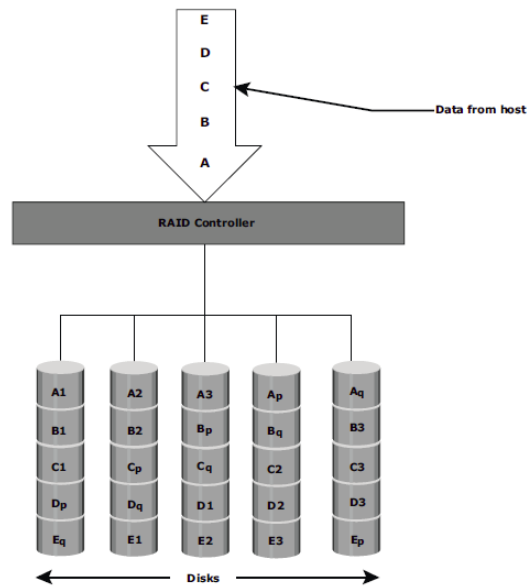 E
D
C
B
A
Data from host
RAID Controller
A1 A2 A3 Ap Aq
B1 B2 Bp Bq B3
C1 Cp Cq C2 C3
Dp Dq D1 D2 D3
Eq E1 E2 E3 Ep
Disks